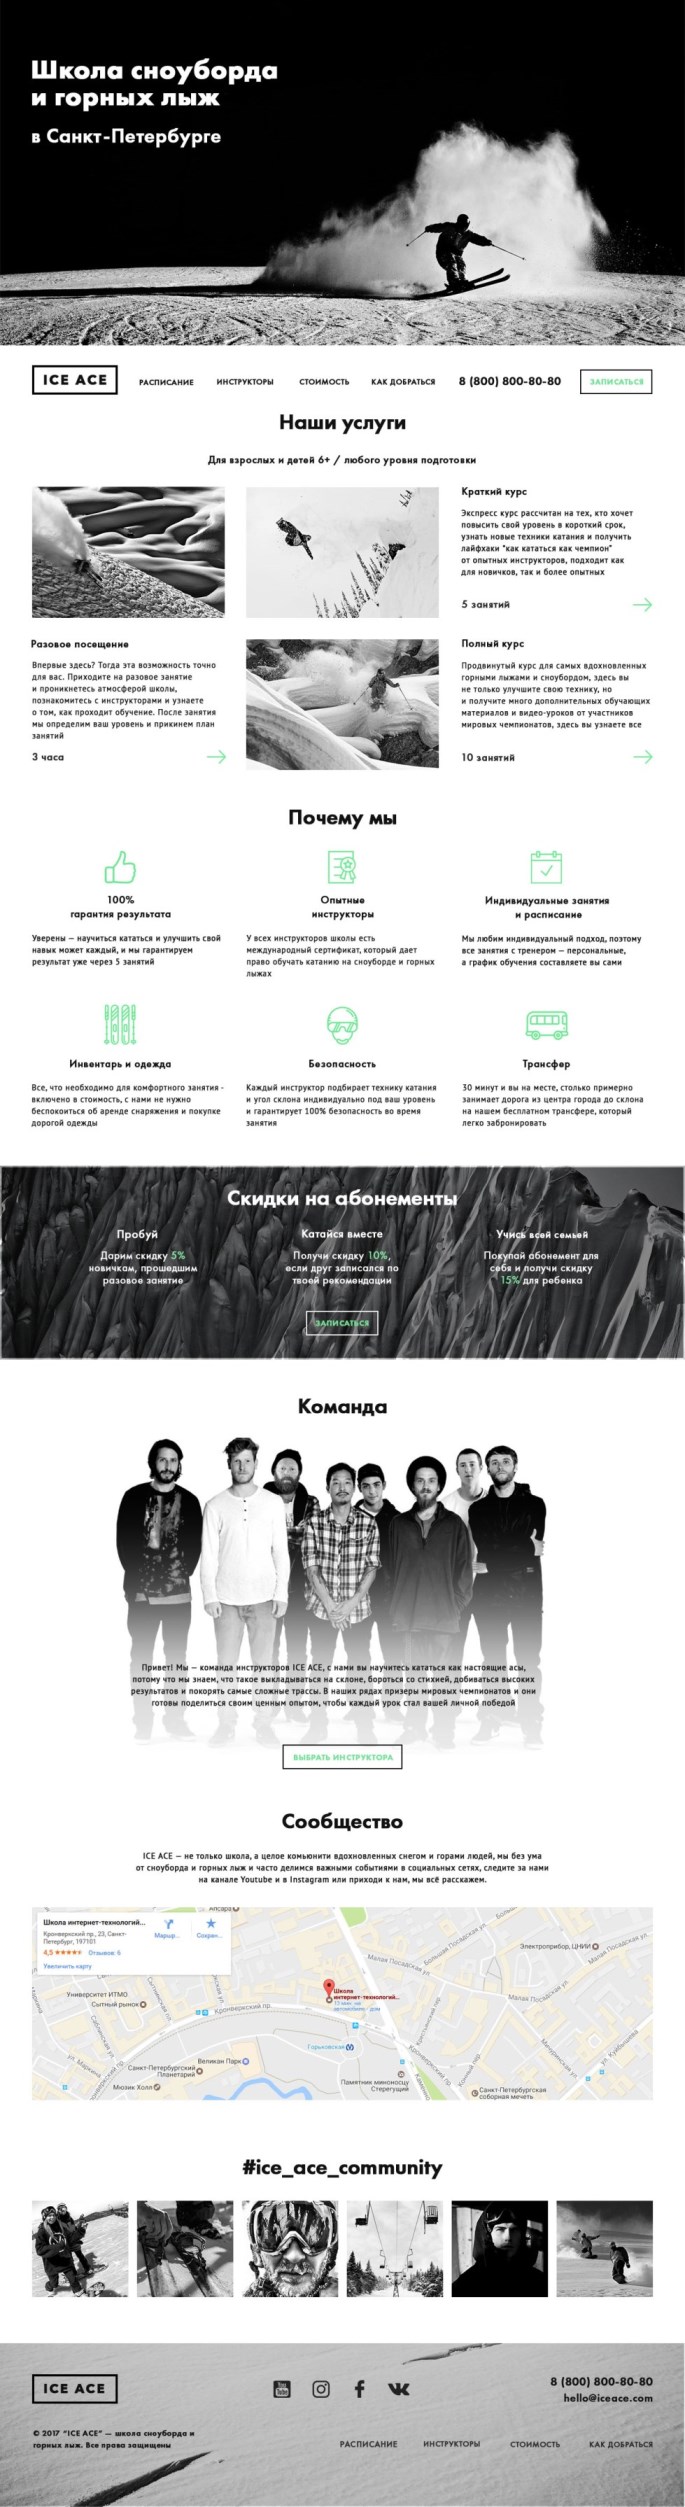 Школа сноуборда
и горных лыж
в Санкт-Петербурге
ICE ACE
РАСПИСАНИЕ
ИНСТРУКТОРЫ
СТОИМОСТЬ
КАК ДОБРАТЬСЯ
8 (800) 800-80-80
ЗАПИСАТЬСЯ
Наши услуги
Для взрослых и детей 6+ / любого уровня подготовки
Краткий курс
Экспресс курс рассчитан на тех, кто хочет
повысить свой уровень в короткий срок,
узнать новые техники катания и получить
лайфхаки "как кататься как чемпион"
от опытных инструкторов, подходит как
для новичков, так и более опытных
5 занятий
Разовое посещение
Впервые здесь? Тогда эта возможность точно
для вас. Приходите на разовое занятие
и проникнетесь атмосферой школы,
познакомитесь с инструкторами и узнаете
о том, как проходит обучение. После занятия
мы определим ваш уровень и прикинем план
занятий
3 часа
Полный курс
Продвинутый курс для самых вдохновленных
горными лыжами и сноубордом, здесь вы
не только улучшите свою технику, но
и получите много дополнительных обучающих
материалов и видео-уроков от участников
мировых чемпионатов, здесь вы узнаете все
10 занятий
Почему мы
100%
гарантия результата
Уверены — научиться кататься и улучшить свой
навык может каждый, и мы гарантируем
результат уже через 5 занятий
Опытные
инструкторы
У всех инструкторов школы есть
международный сертификат, который дает
право обучать катанию на сноуборде и горных
лыжах
Индивидуальные занятия
и расписание
Мы любим индивидуальный подход, поэтому
все занятия с тренером — персональные,
а график обучения составляете вы сами
Инвентарь и одежда
Все, что необходимо для комфортного занятия -
включено в стоимость, с нами не нужно
беспокоиться об аренде снаряжения и покупке
дорогой одежды
Безопасность
Каждый инструктор подбирает технику катания
и угол склона индивидуально под ваш уровень
и гарантирует 100% безопасность во время
занятия
Трансфер
30 минут и вы на месте, столько примерно
занимает дорога из центра города до склона
на нашем бесплатном трансфере, который
легко забронировать
Скидки на абонементы
Пробуй
Дарим скидку 5%
новичкам, прошедшим
разовое занятие
Катайся вместе
Получи скидку 10%,
если друг записался по
твоей рекомендации
Учись всей семьей
Покупай абонемент для
себя и получи скидку
15% для ребенка
ЗАПИСАТЬСЯ
Команда
Привет! Мы — команда инструкторов ICE ACE, с нами вы научитесь кататься как настоящие асы,
потому что мы знаем, что такое выкладываться на склоне, бороться со стихией, добиваться высоких
результатов и покорять самые сложные трассы. В наших рядах призеры мировых чемпионатов и они
готовы поделиться своим ценным опытом, чтобы каждый урок стал вашей личной победой
ВЫБРАТЬ ИНСТРУКТОРА
Сообщество
ICE ACE — не только школа, а целое комьюнити вдохновленных снегом и горами людей, мы без ума
от сноуборда и горных лыж и часто делимся важными событиями в социальных сетях, следите за нами
на канале Youtube и в Instagram или приходи к нам, мы всё расскажем.
Школа интернет-технологий...
Кронверкский пр., 23, Санкт-
Петербург, 197101
4,5
Отзывов: 6
Увеличить карту
Маршр...
Сохран...
Большая Посадская ул.
Малая Посадская ул.
Малая Посадская ул.
Электроприбор, ЦНИИ
Университет ИТМО
Сытный рынок
Кронверкский пр.
Школа
интернет-технологий...
Горьковская
Великан Парк
Санкт-Петербургский
Планетарий
Мюзик Холл
Памятник миноносцу
Стерегущий
Санкт-Петербургская
соборная мечеть
#ice_ace_community
ICE ACE
8 (800) 800-80-80
hello@iceace.com
© 2017 “ICE ACE” — школа сноуборда и
горных лыж. Все права защищены
РАСПИСАНИЕ
ИНСТРУКТОРЫ
СТОИМОСТЬ
КАК ДОБРАТЬСЯ